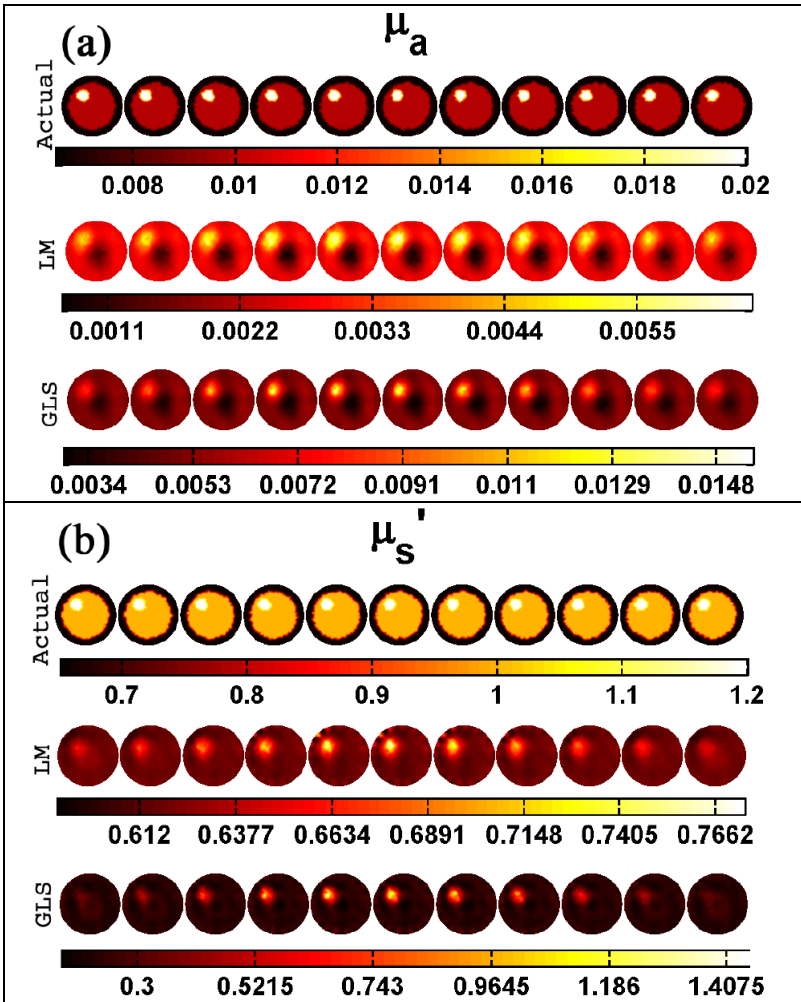 (a) μa
Actual
0.008 0.01 0.012 0.014 0.016 0.018 0.02
LM
0.0011 0.0022 0.0033 0.0044 0.0055
GLS
0.0034 0.0053 0.0072 0.0091 0.011 0.0129 0.0148
(b) μs'
Actual
0.7 0.8 0.9 1 1.1 1.2
LM
0.612 0.6377 0.6634 0.6891 0.7148 0.7405 0.7662
GLS
0.3 0.5215 0.743 0.9645 1.186 1.4075